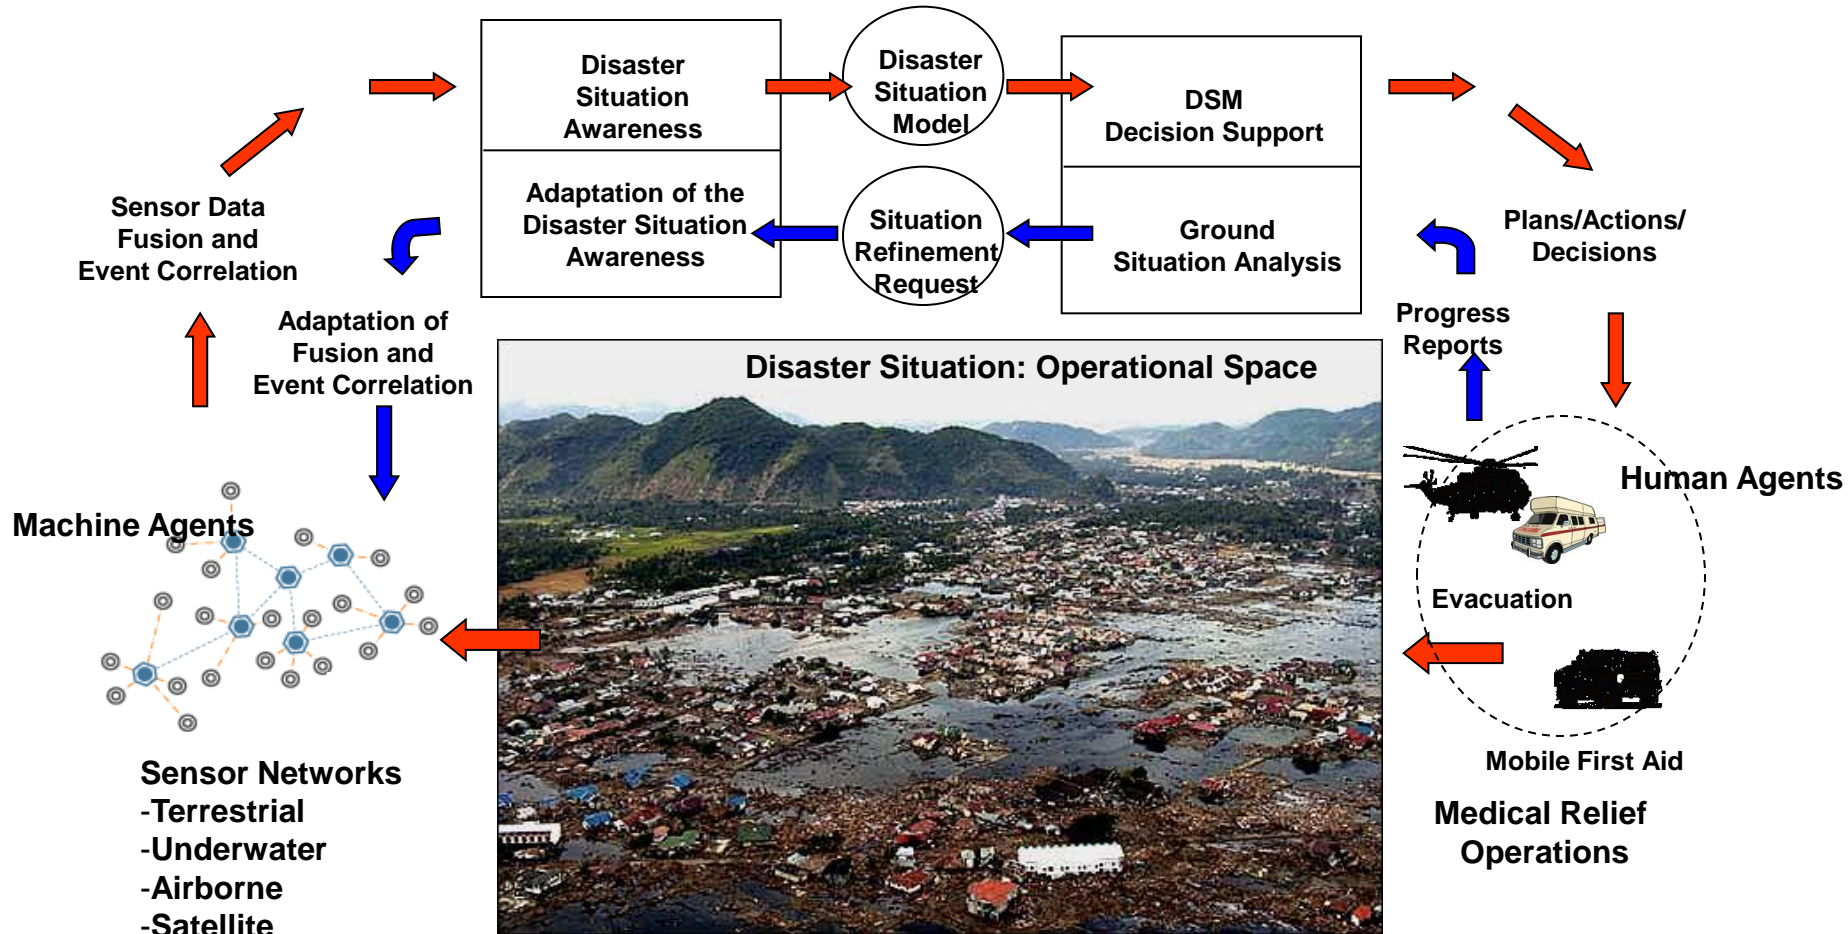 Disaster
Situation
Awareness
Disaster
Situation
Model
DSM
Decision Support
Sensor Data
Fusion and
Event Correlation
Adaptation of the
Disaster Situation
Awareness
Situation
Refinement
Request
Ground
Situation Analysis
Plans/Actions/
Decisions
Adaptation of
Fusion and
Event Correlation
Progress
Reports
Disaster Situation: Operational Space
Machine Agents
Human Agents
Evacuation
Mobile First Aid
Medical Relief
Operations
Sensor Networks
-Terrestrial
-Underwater
-Airborne
-Satellite